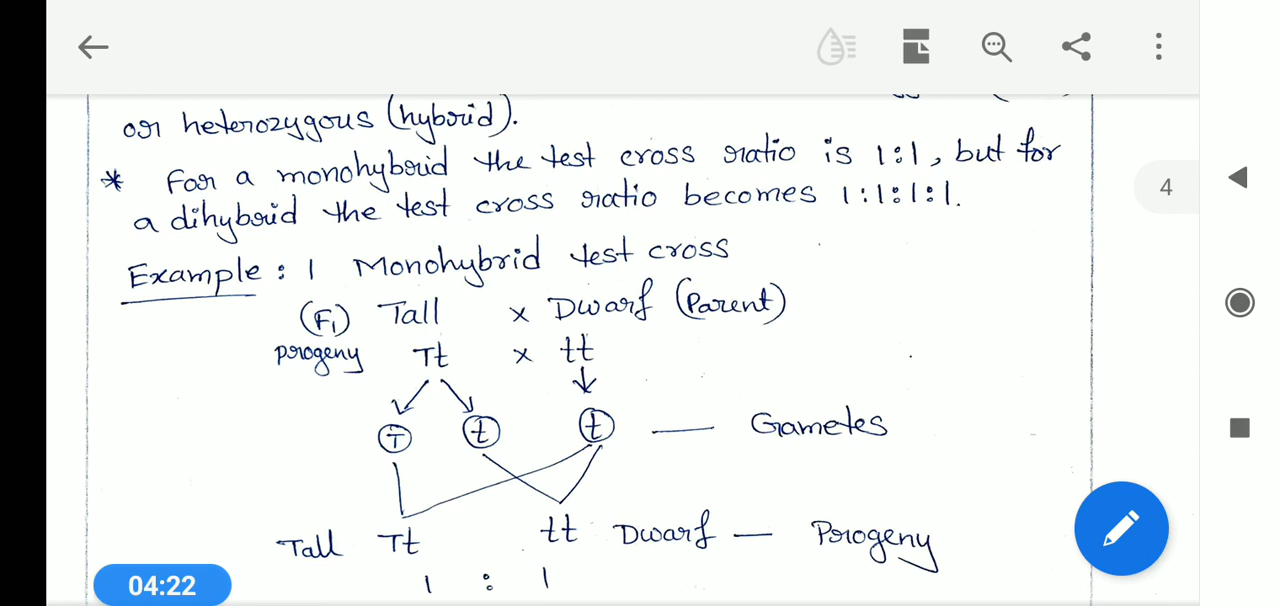 or heterozygous (hybrid).
* For a monohybrid the test cross ratio is 1:1, but for
a dihybrid the test cross ratio becomes 1:1:1:1.
4
Example : 1 Monohybrid test cross
(F1) Tall × Dwarf (Parent)
progeny Tt × tt
T t t — Gametes
Tall Tt tt Dwarf — Progeny
1 : 1
04:22